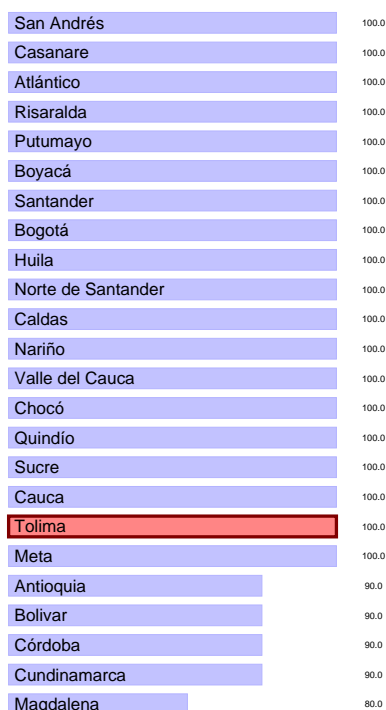 San Andrés 100.0
Casanare 100.0
Atlántico 100.0
Risaralda 100.0
Putumayo 100.0
Boyacá 100.0
Santander 100.0
Bogotá 100.0
Huila 100.0
Norte de Santander 100.0
Caldas 100.0
Nariño 100.0
Valle del Cauca 100.0
Chocó 100.0
Quindío 100.0
Sucre 100.0
Cauca 100.0
Tolima 100.0
Meta 100.0
Antioquia 90.0
Bolivar 90.0
Córdoba 90.0
Cundinamarca 90.0
Magdalena 80.0